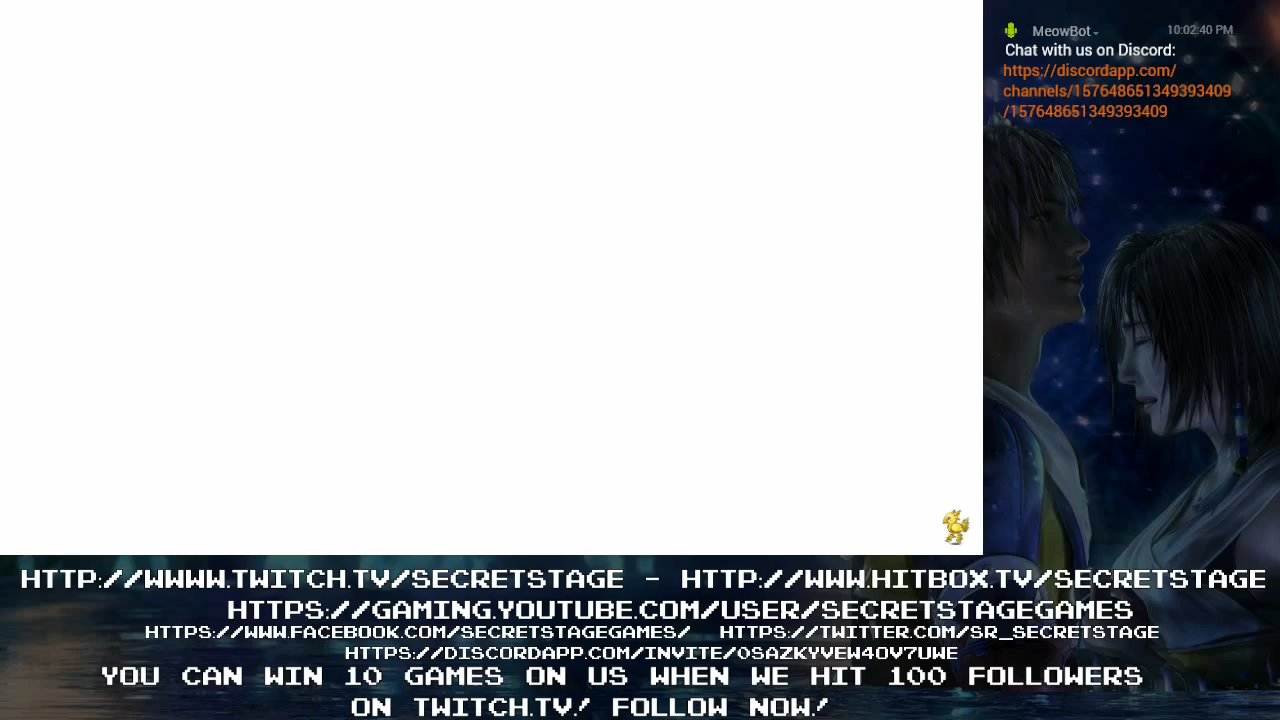 MeowBot
10:02:40 PM
Chat with us on Discord:
https://discordapp.com/
channels/157648651349393409
/157648651349393409
HTTP://WWWW.TWITCH.TV/SECRETSTAGE - HTTP://WWW.HITBOX.TV/SECRETSTAGE
HTTPS://GAMING.YOUTUBE.COM/USER/SECRETSTAGEGAMES
HTTPS://WWW.FACEBOOK.COM/SECRETSTAGEGAMES/ HTTPS://TWITTER.COM/SR_SECRETSTAGE
HTTPS://DISCORDAPP.COM/INVITE/0SAZKYVEW4OV7UWE
YOU CAN WIN 10 GAMES ON US WHEN WE HIT 100 FOLLOWERS
ON TWITCH.TV! FOLLOW NOW!